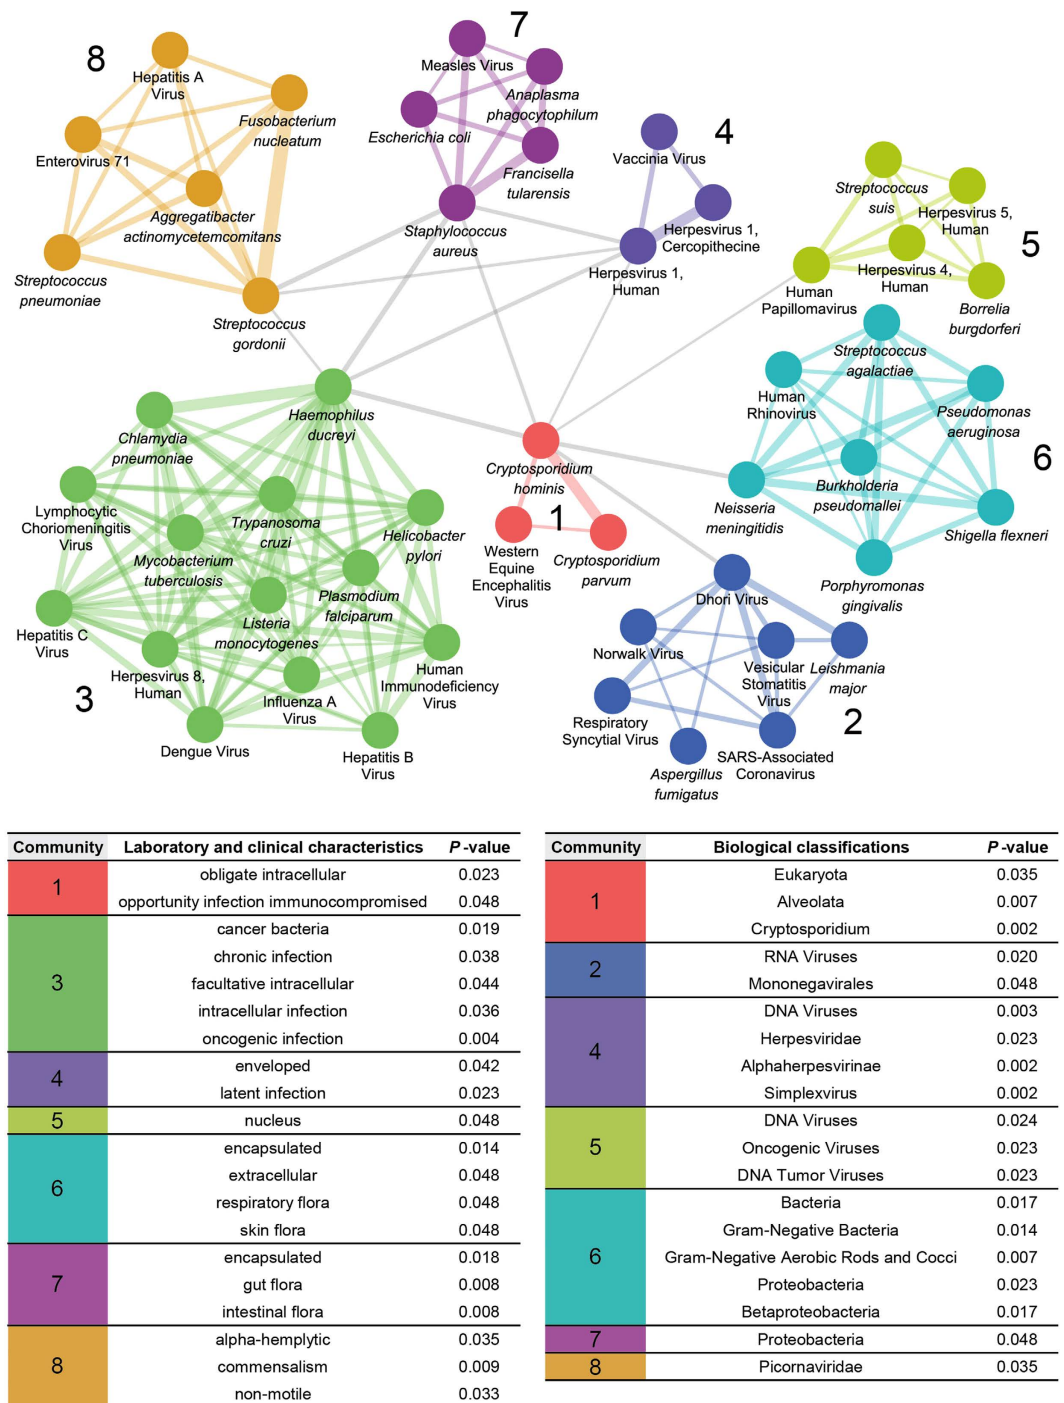 8
Hepatitis A
Virus
Fusobacterium
nucleatum
Enterovirus 71
Aggregatibacter
actinomycetemcomitans
Streptococcus
pneumoniae
Streptococcus
gordonii
7
Measles Virus
Anaplasma
phagocytophilum
Escherichia coli
Francisella
tularensis
Staphylococcus
aureus
4
Vaccinia Virus
Herpesvirus 1,
Cercopithecine
Herpesvirus 1,
Human
Streptococcus
suis
Herpesvirus 5,
Human
5
Herpesvirus 4,
Human
Human
Papillomavirus
Borrelia
burgdorferi
Streptococcus
agalactiae
Human
Rhinovirus
Pseudomonas
aeruginosa
6
Burkholderia
pseudomallei
Neisseria
meningitidis
Shigella flexneri
Porphyromonas
gingivalis
Haemophilus
ducreyi
Chlamydia
pneumoniae
Lymphocytic
Choriomeningitis
Virus
Trypanosoma
cruzi
Helicobacter
pylori
Mycobacterium
tuberculosis
Plasmodium
falciparum
Listeria
monocytogenes
Hepatitis C
Virus
Herpesvirus 8,
Human
Human
Immunodeficiency
Virus
Influenza A
Virus
3
Dengue Virus
Hepatitis B
Virus
Cryptosporidium
hominis
1
Western
Equine
Encephalitis
Virus
Cryptosporidium
parvum
Dhori Virus
Norwalk Virus
Vesicular
Stomatitis
Virus
Leishmania
major
Respiratory
Syncytial Virus
2
Aspergillus
fumigatus
SARS-Associated
Coronavirus
Community Laboratory and clinical characteristics P-value
1
obligate intracellular 0.023
opportunity infection immunocompromised 0.048
3
cancer bacteria 0.019
chronic infection 0.038
facultative intracellular 0.044
intracellular infection 0.036
oncogenic infection 0.004
4
enveloped 0.042
latent infection 0.023
5 nucleus 0.048
6
encapsulated 0.014
extracellular 0.048
respiratory flora 0.048
skin flora 0.048
7
encapsulated 0.018
gut flora 0.008
intestinal flora 0.008
8
alpha-hemplytic 0.035
commensalism 0.009
non-motile 0.033
Community Biological classifications P-value
1
Eukaryota 0.035
Alveolata 0.007
Cryptosporidium 0.002
2
RNA Viruses 0.020
Mononegavirales 0.048
4
DNA Viruses 0.003
Herpesviridae 0.023
Alphaherpesvirinae 0.002
Simplexvirus 0.002
5
DNA Viruses 0.024
Oncogenic Viruses 0.023
DNA Tumor Viruses 0.023
6
Bacteria 0.017
Gram-Negative Bacteria 0.014
Gram-Negative Aerobic Rods and Cocci 0.007
Proteobacteria 0.023
Betaproteobacteria 0.017
7 Proteobacteria 0.048
8 Picornaviridae 0.035